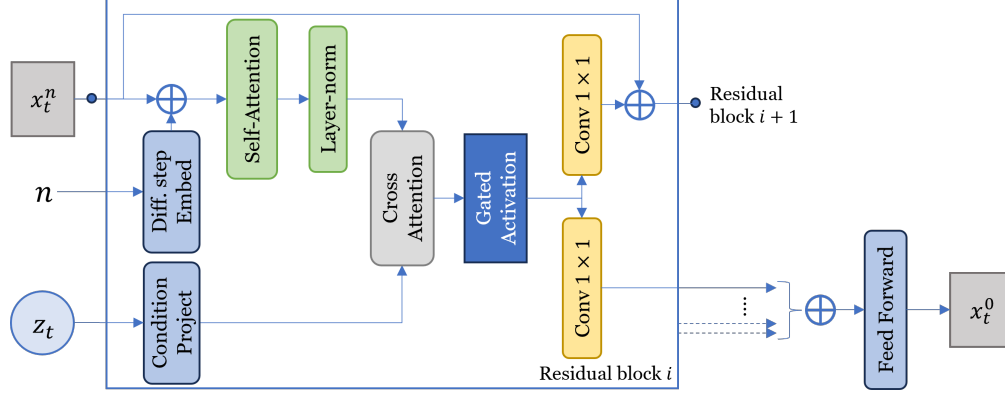 x_t^n
n
z_t
Diff. step
Embed
Condition
Project
Self-Attention
Layer-norm
Cross
Attention
Gated
Activation
Conv 1 × 1
Conv 1 × 1
Residual
block i + 1
Residual block i
....
Feed Forward
x_t^0